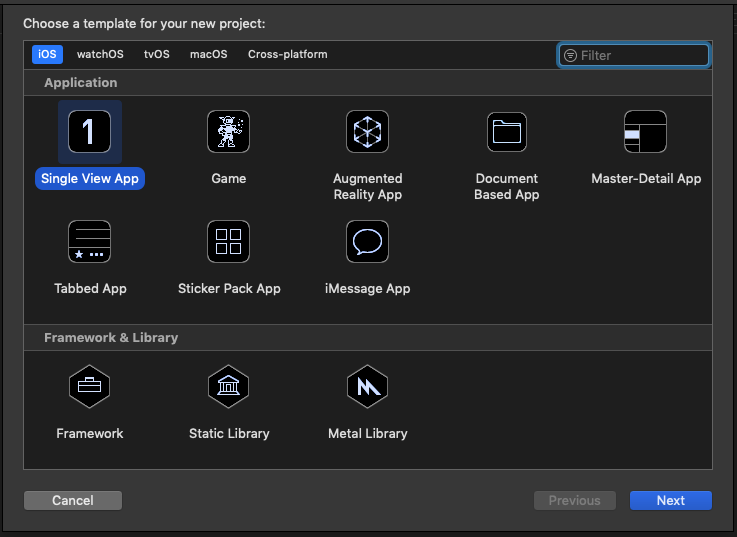 Choose a template for your new project:
iOS watchOS tvOS macOS Cross-platform Filter
Application
1
Single View App Game Augmented Reality App Document Based App Master-Detail App
Tabbed App Sticker Pack App iMessage App
Framework & Library
Framework Static Library Metal Library
Cancel Previous Next